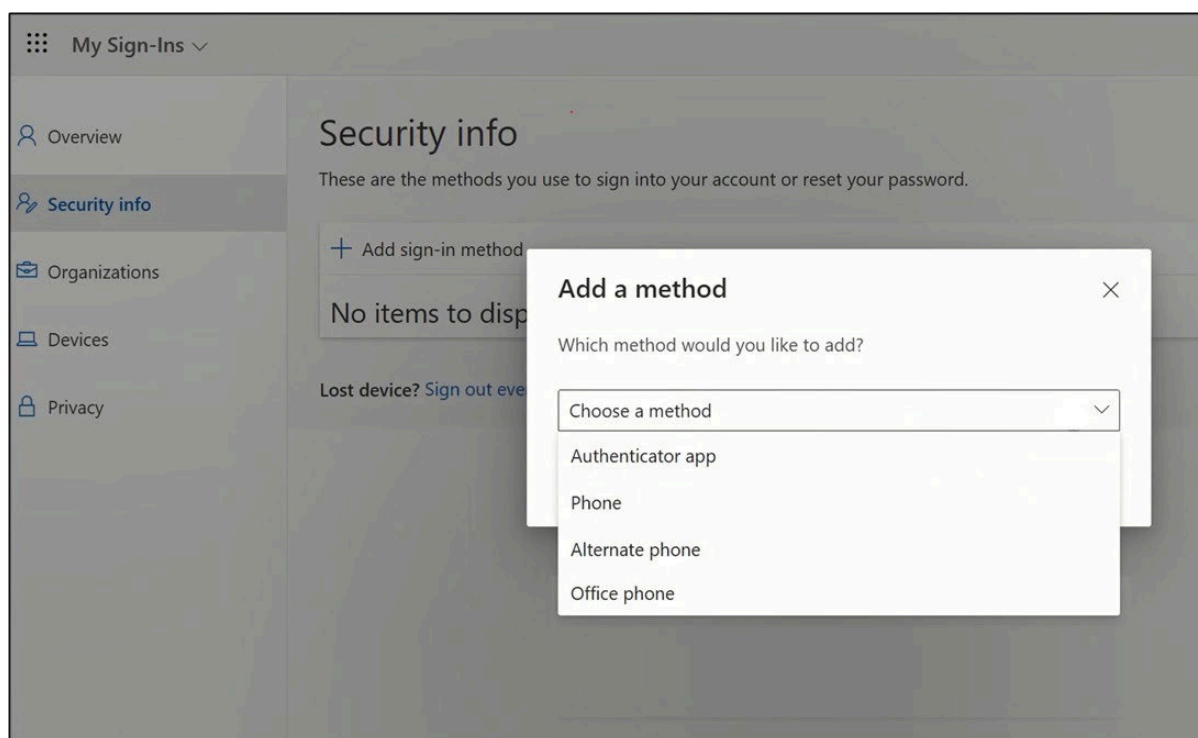 My Sign-Ins
Overview
Security info
Organizations
Devices
Privacy
Security info
These are the methods you use to sign into your account or reset your password.
Add sign-in method
No items to disp
Lost device? Sign out eve
Add a method
Which method would you like to add?
Choose a method
Authenticator app
Phone
Alternate phone
Office phone